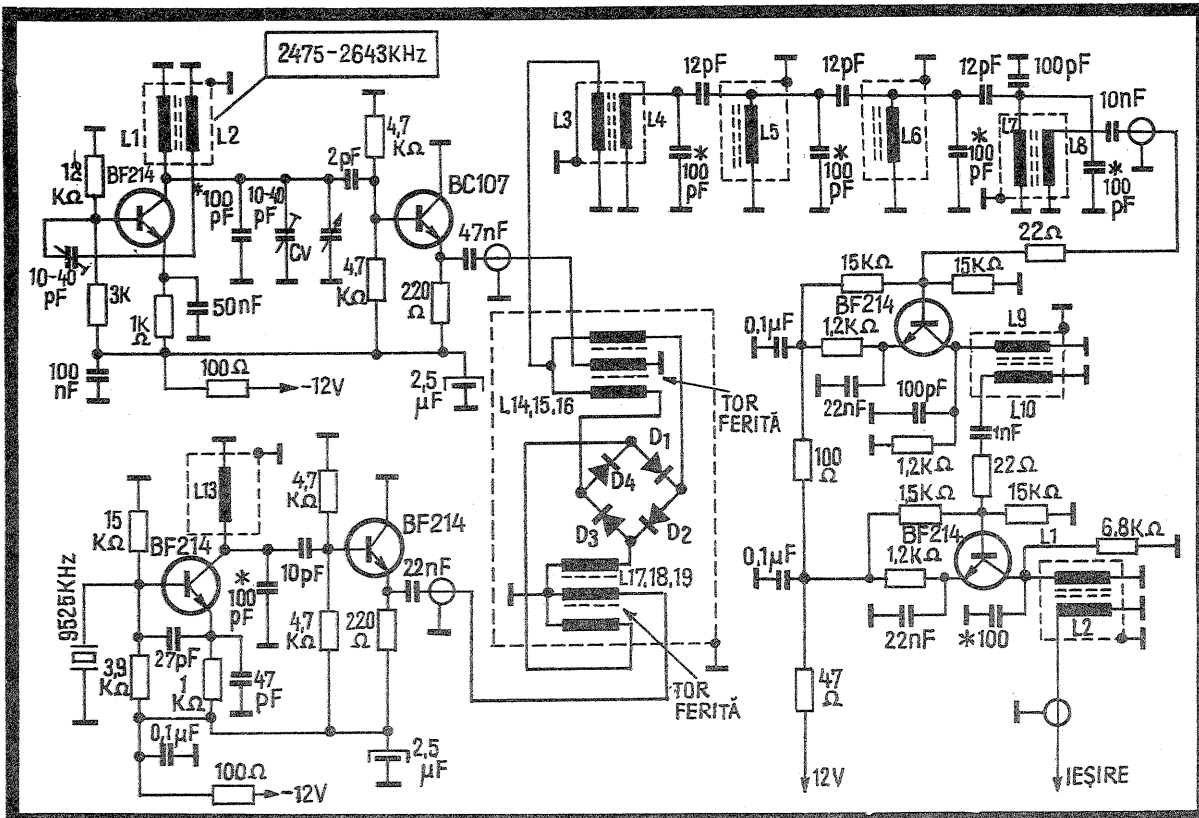 2475-2643KHz
L1
L2
12
KΩ
BF214
10-40
pF
3K
1K
Ω
50nF
100
nF
100Ω
-12V
*100
pF
10-40
pF
CV
2pF
4,7
KΩ
4,7
KΩ
BC107
47nF
220
Ω
2,5
µF
L3
L4
12pF
*
100
pF
L5
12pF
*
100
pF
L6
12pF
*
100
pF
100pF
L7
L8
10nF
*
100
pF
22Ω
15KΩ
15KΩ
BF214
0,1µF
1,2KΩ
22nF
100pF
1,2KΩ
L9
L10
1nF
22Ω
100
Ω
1,5KΩ
15KΩ
BF214
0,1µF
1,2KΩ
22nF
*100
L1
6,8KΩ
L2
47
Ω
12V
IEȘIRE
L14,15,16
TOR
FERITĂ
D1
D4
D3
D2
L17,18,19
TOR
FERITĂ
L13
15
KΩ
BF214
9525KHz
3,9
KΩ
27pF
1
KΩ
47
pF
0,1µF
100Ω
-12V
*
100
pF
10pF
4,7
KΩ
4,7
KΩ
BF214
22nF
220
Ω
2,5
µF